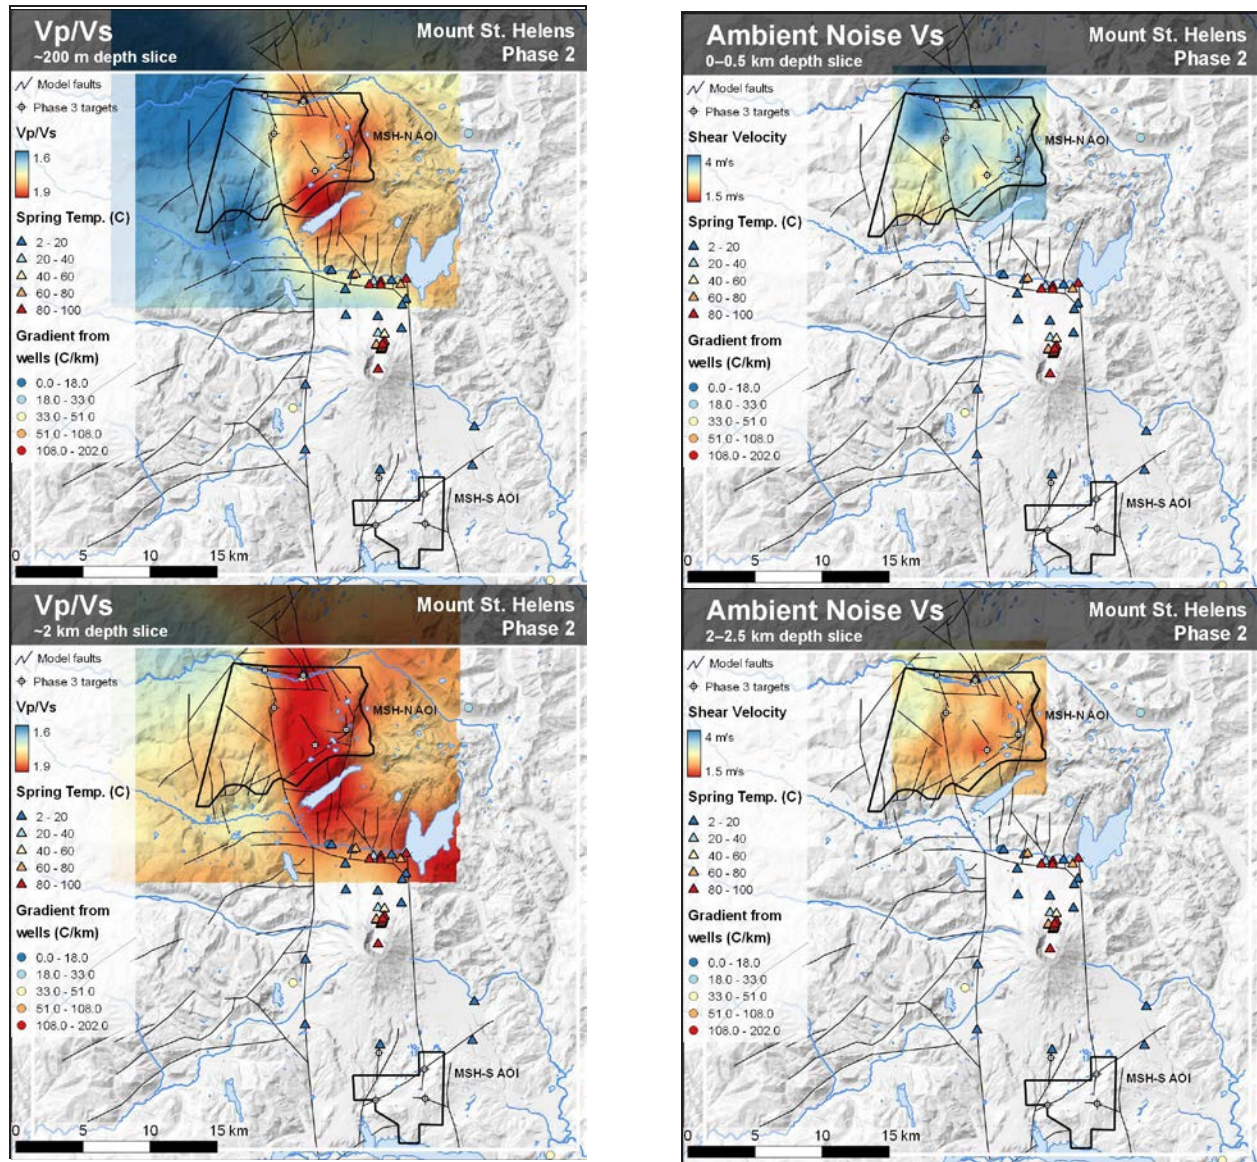 Vp/Vs
~200 m depth slice
Mount St. Helens
Phase 2
Model faults
Phase 3 targets
Vp/Vs
1.6
1.9
Spring Temp. (C)
2 - 20
20 - 40
40 - 60
60 - 80
80 - 100
Gradient from
wells (C/km)
0.0 - 18.0
18.0 - 33.0
33.0 - 51.0
51.0 - 108.0
108.0 - 202.0
MSH-N AOI
MSH-S AOI
0 5 10 15 km
Ambient Noise Vs
0–0.5 km depth slice
Mount St. Helens
Phase 2
Model faults
Phase 3 targets
Shear Velocity
4 m/s
1.5 m/s
Spring Temp. (C)
2 - 20
20 - 40
40 - 60
60 - 80
80 - 100
Gradient from
wells (C/km)
0.0 - 18.0
18.0 - 33.0
33.0 - 51.0
51.0 - 108.0
108.0 - 202.0
MSH-N AOI
MSH-S AOI
0 5 10 15 km
Vp/Vs
~2 km depth slice
Mount St. Helens
Phase 2
Model faults
Phase 3 targets
Vp/Vs
1.6
1.9
Spring Temp. (C)
2 - 20
20 - 40
40 - 60
60 - 80
80 - 100
Gradient from
wells (C/km)
0.0 - 18.0
18.0 - 33.0
33.0 - 51.0
51.0 - 108.0
108.0 - 202.0
MSH-N AOI
MSH-S AOI
0 5 10 15 km
Ambient Noise Vs
2–2.5 km depth slice
Mount St. Helens
Phase 2
Model faults
Phase 3 targets
Shear Velocity
4 m/s
1.5 m/s
Spring Temp. (C)
2 - 20
20 - 40
40 - 60
60 - 80
80 - 100
Gradient from
wells (C/km)
0.0 - 18.0
18.0 - 33.0
33.0 - 51.0
51.0 - 108.0
108.0 - 202.0
MSH-N AOI
MSH-S AOI
0 5 10 15 km